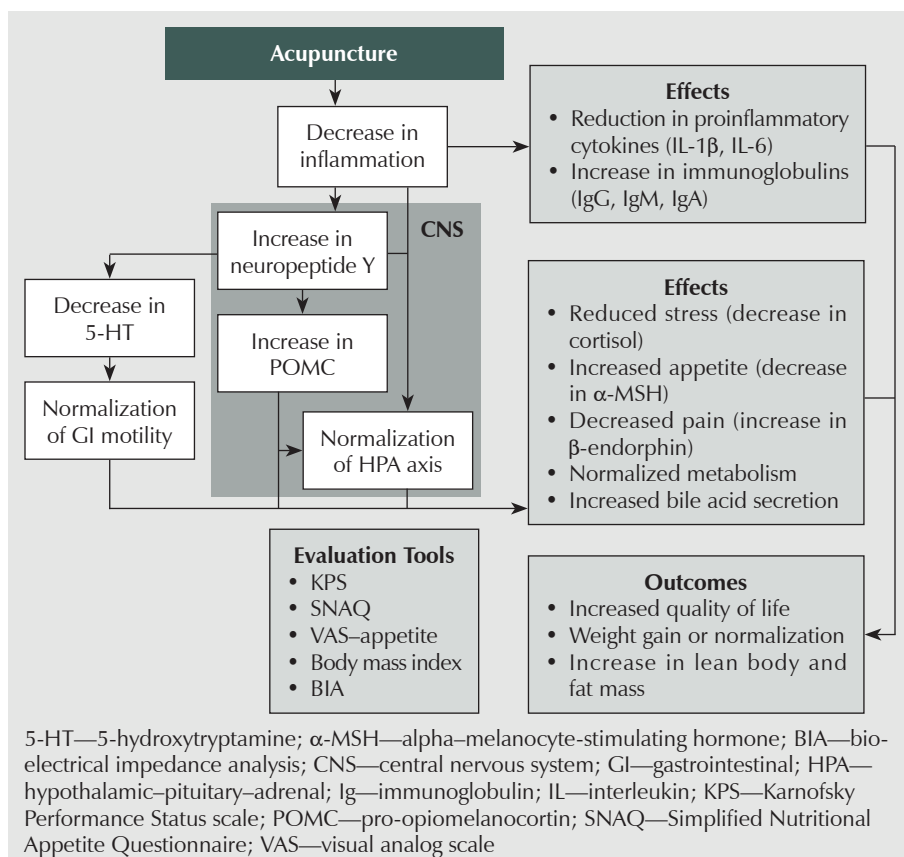 Acupuncture
Decrease in
inflammation
Effects
• Reduction in proinflammatory
cytokines (IL-1β, IL-6)
• Increase in immunoglobulins
(IgG, IgM, IgA)
CNS
Increase in
neuropeptide Y
Decrease in
5-HT
Increase in
POMC
Normalization
of GI motility
Normalization
of HPA axis
Effects
• Reduced stress (decrease in
cortisol)
• Increased appetite (decrease
in α-MSH)
• Decreased pain (increase in
β-endorphin)
• Normalized metabolism
• Increased bile acid secretion
Evaluation Tools
• KPS
• SNAQ
• VAS–appetite
• Body mass index
• BIA
Outcomes
• Increased quality of life
• Weight gain or normalization
• Increase in lean body and
fat mass
5-HT—5-hydroxytryptamine; α-MSH—alpha–melanocyte-stimulating hormone; BIA—bio-
electrical impedance analysis; CNS—central nervous system; GI—gastrointestinal; HPA—
hypothalamic–pituitary–adrenal; Ig—immunoglobulin; IL—interleukin; KPS—Karnofsky
Performance Status scale; POMC—pro-opiomelanocortin; SNAQ—Simplified Nutritional
Appetite Questionnaire; VAS—visual analog scale